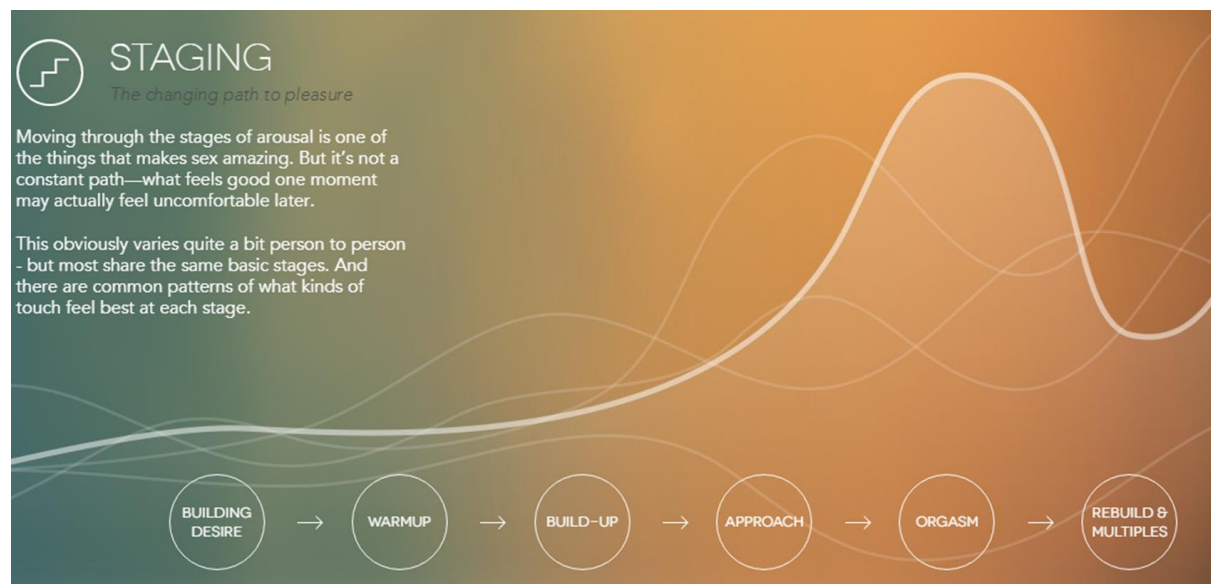 STAGING
The changing path to pleasure
Moving through the stages of arousal is one of
the things that makes sex amazing. But it's not a
constant path—what feels good one moment
may actually feel uncomfortable later.
This obviously varies quite a bit person to person
- but most share the same basic stages. And
there are common patterns of what kinds of
touch feel best at each stage.
BUILDING
DESIRE
WARMUP
BUILD-UP
APPROACH
ORGASM
REBUILD &
MULTIPLES